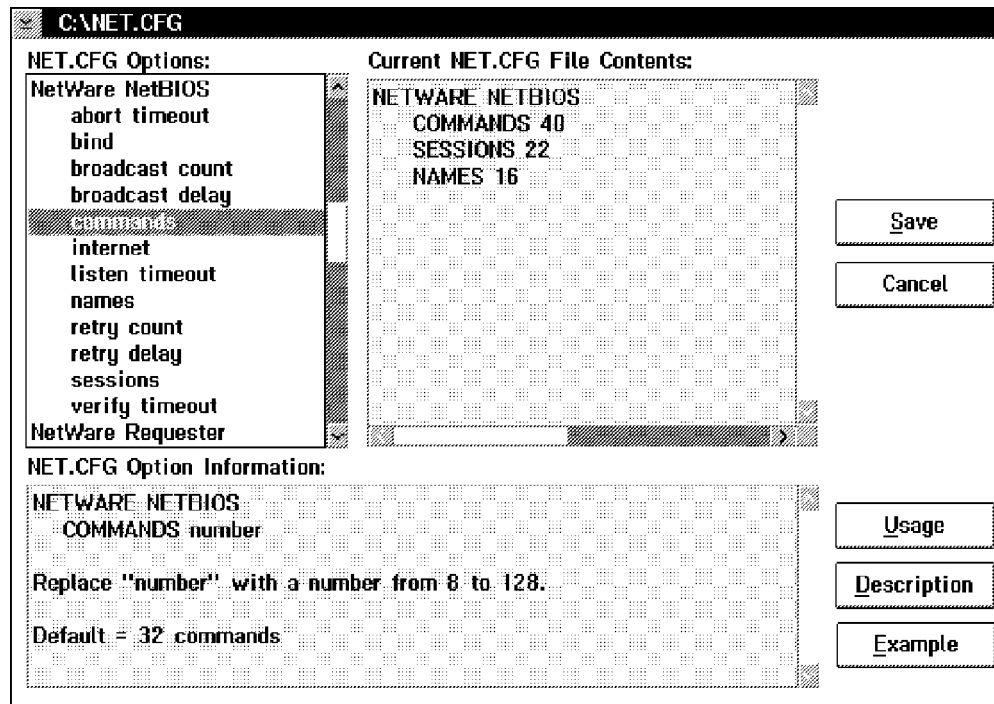 C:\NET.CFG
NET.CFG Options:
NetWare NetBIOS
abort timeout
bind
broadcast count
broadcast delay
commands
internet
listen timeout
names
retry count
retry delay
sessions
verify timeout
NetWare Requester
Current NET.CFG File Contents:
NETWARE NETBIOS
COMMANDS 40
SESSIONS 22
NAMES 16
Save
Cancel
NET.CFG Option Information:
NETWARE NETBIOS
COMMANDS number
Replace "number" with a number from 8 to 128.
Default = 32 commands
Usage
Description
Example